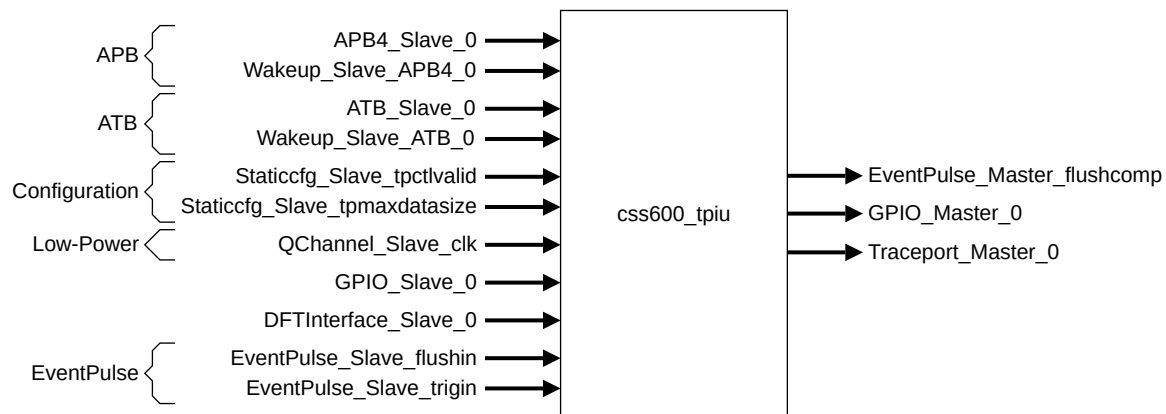 APB
APB4_Slave_0
Wakeup_Slave_APB4_0
ATB
ATB_Slave_0
Wakeup_Slave_ATB_0
Configuration
Staticcfg_Slave_tpctlvalid
Staticcfg_Slave_tpmaxdatasize
Low-Power
QChannel_Slave_clk
GPIO_Slave_0
DFTInterface_Slave_0
EventPulse
EventPulse_Slave_flushin
EventPulse_Slave_trigin
css600_tpiu
EventPulse_Master_flushcomp
GPIO_Master_0
Traceport_Master_0